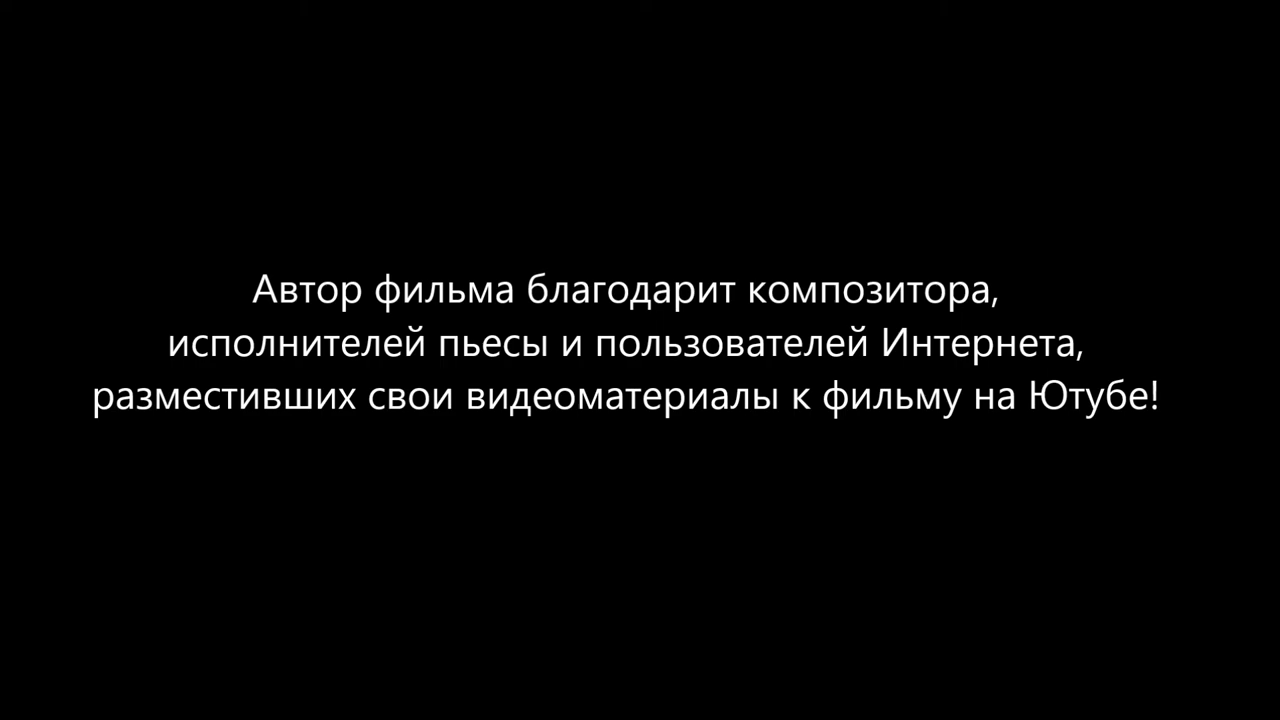 Автор фильма благодарит композитора,
исполнителей пьесы и пользователей Интернета,
разместивших свои видеоматериалы к фильму на Ютубе!